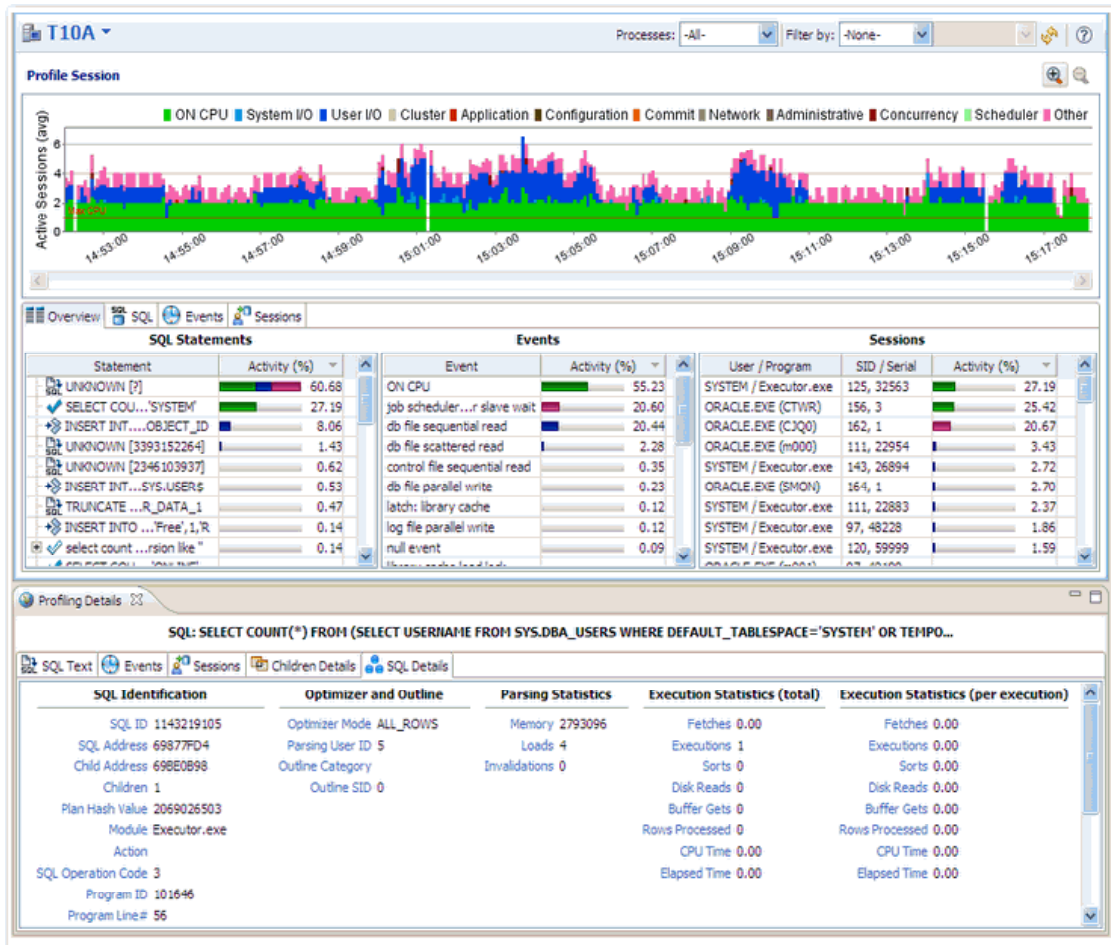 T10A
Processes: -All- Filter by: -None-
Profile Session
ON CPU System I/O User I/O Cluster Application Configuration Commit Network Administrative Concurrency Scheduler Other
Active Sessions (avg)
6
4
2
0
Max CPU
14:53:00 14:55:00 14:57:00 14:59:00 15:01:00 15:03:00 15:05:00 15:07:00 15:09:00 15:11:00 15:13:00 15:15:00 15:17:00
Overview SQL Events Sessions
SQL Statements Events Sessions
Statement Activity (%) Event Activity (%) User / Program SID / Serial Activity (%)
UNKNOWN [?] 60.68 ON CPU 55.23 SYSTEM / Executor.exe 125, 32563 27.19
SELECT COU...'SYSTEM' 27.19 job scheduler...r slave wait 20.60 ORACLE.EXE (CTWR) 156, 3 25.42
INSERT INT....OBJECT_ID 8.06 db file sequential read 20.44 ORACLE.EXE (CJQ0) 162, 1 20.67
UNKNOWN [3393152264] 1.43 db file scattered read 2.28 ORACLE.EXE (m000) 111, 22954 3.43
UNKNOWN [2346103937] 0.62 control file sequential read 0.35 SYSTEM / Executor.exe 143, 26894 2.72
INSERT INT...SYS.USER$ 0.53 db file parallel write 0.23 ORACLE.EXE (SMON) 164, 1 2.70
TRUNCATE ...R_DATA_1 0.47 latch: library cache 0.12 SYSTEM / Executor.exe 111, 22883 2.37
INSERT INTO ...'Free',1,'R 0.14 log file parallel write 0.12 SYSTEM / Executor.exe 97, 48228 1.86
select count ...rsion like '' 0.14 null event 0.09 SYSTEM / Executor.exe 120, 59999 1.59
Profiling Details
SQL: SELECT COUNT(*) FROM (SELECT USERNAME FROM SYS.DBA_USERS WHERE DEFAULT_TABLESPACE='SYSTEM' OR TEMPO...
SQL Text Events Sessions Children Details SQL Details
SQL Identification Optimizer and Outline Parsing Statistics Execution Statistics (total) Execution Statistics (per execution)
SQL ID 1143219105 Optimizer Mode ALL_ROWS Memory 2793096 Fetches 0.00 Fetches 0.00
SQL Address 69877FD4 Parsing User ID 5 Loads 4 Executions 1 Executions 0.00
Child Address 69BE0B98 Outline Category Invalidations 0 Sorts 0 Sorts 0.00
Children 1 Outline SID 0 Disk Reads 0 Disk Reads 0.00
Plan Hash Value 2069026503 Buffer Gets 0 Buffer Gets 0.00
Module Executor.exe Rows Processed 0 Rows Processed 0.00
Action CPU Time 0.00 CPU Time 0.00
SQL Operation Code 3 Elapsed Time 0.00 Elapsed Time 0.00
Program ID 101646
Program Line# 56